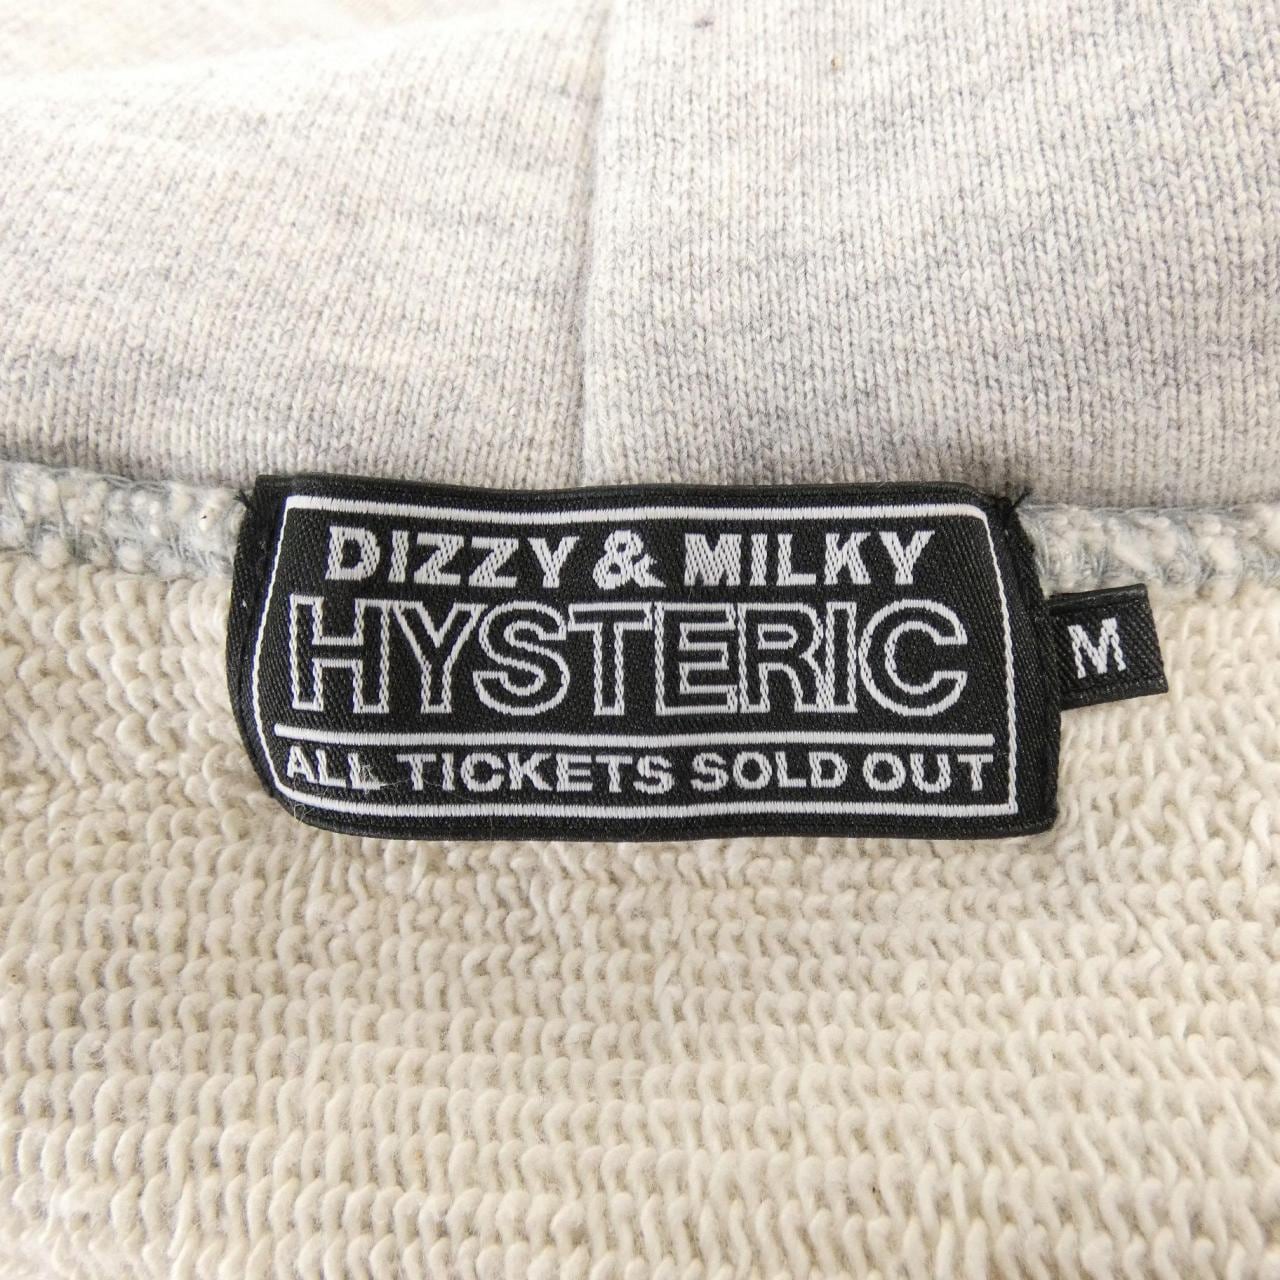 DIZZY & MILKY
HYSTERIC
ALL TICKETS SOLD OUT
M